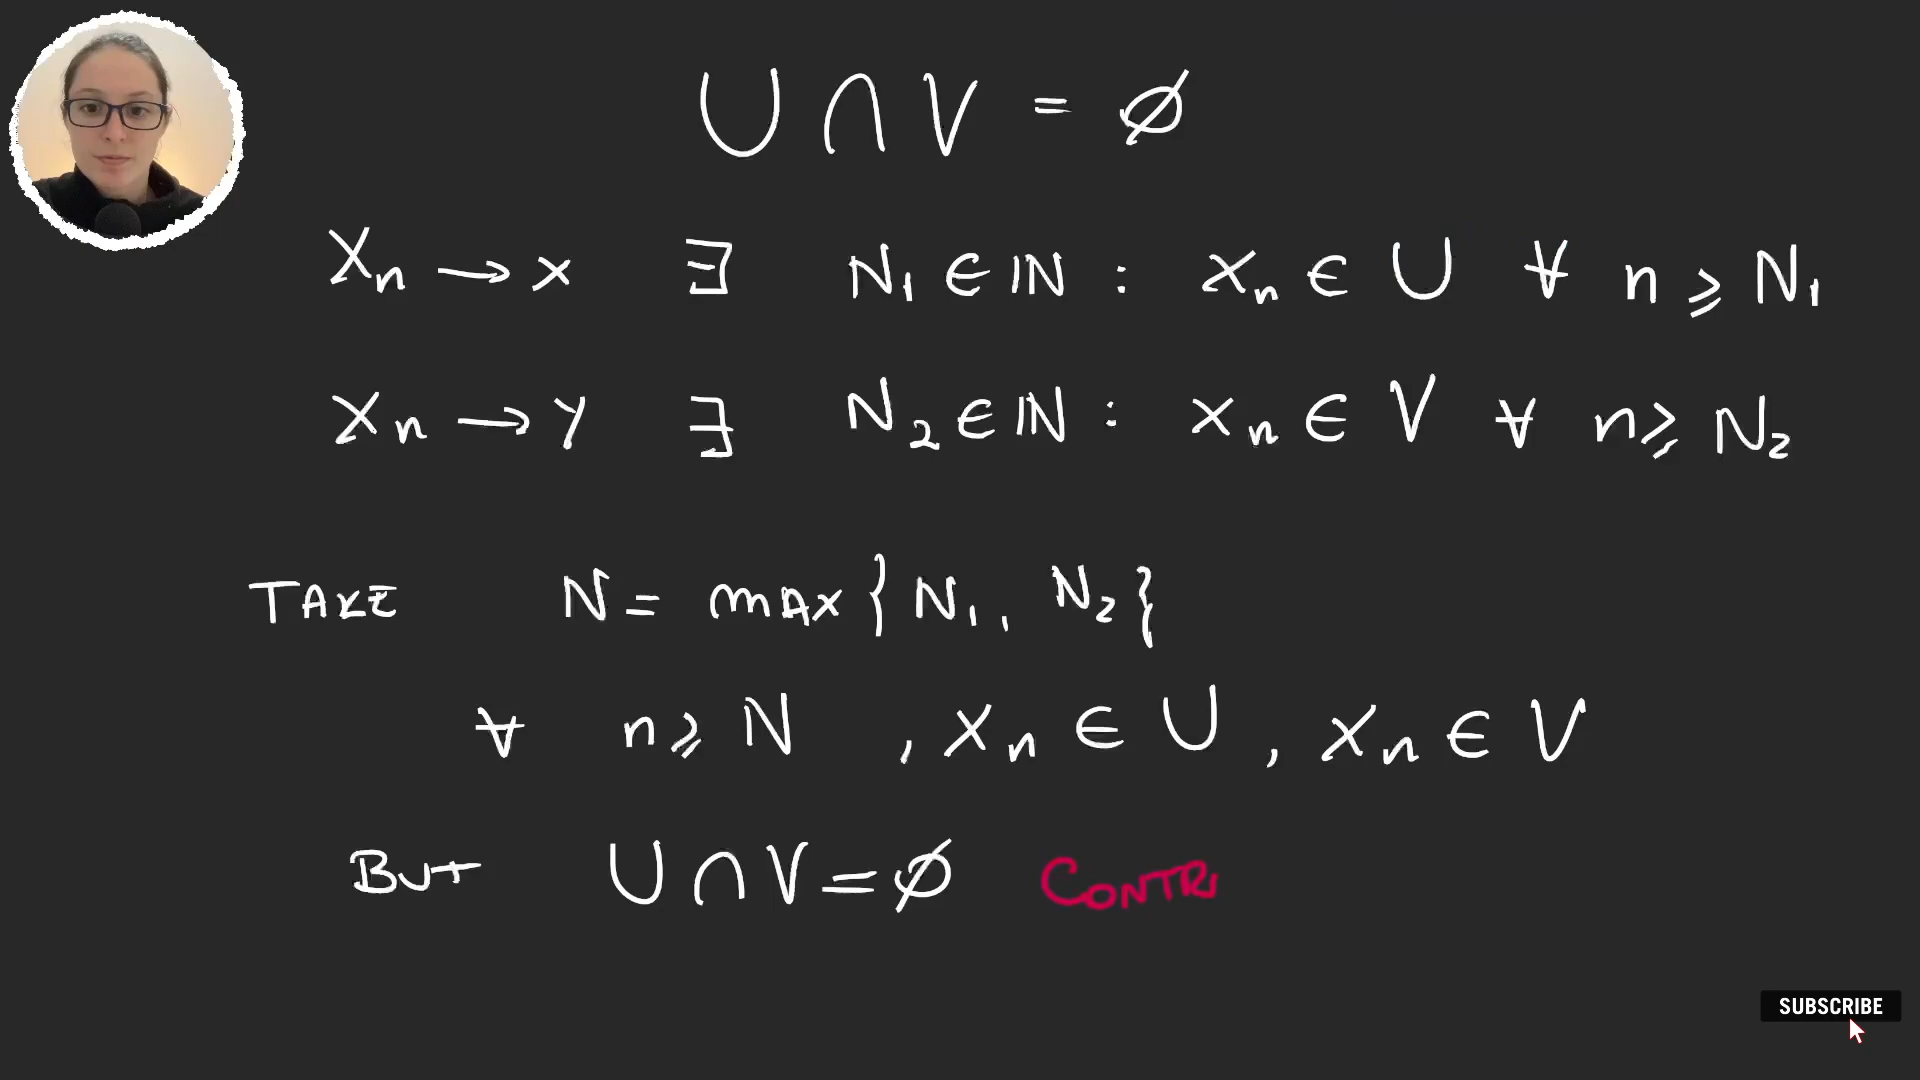 U ∩ V = ∅
Xn → x ∃ N₁ ∈ ℕ : xn ∈ U ∀ n ⩾ N₁
Xn → y ∃ N₂ ∈ ℕ : xn ∈ V ∀ n ⩾ N₂
TAKE N = max { N₁, N₂ }
∀ n ⩾ N , xn ∈ U , xn ∈ V
BUT U ∩ V = ∅ CONTR
SUBSCRIBE